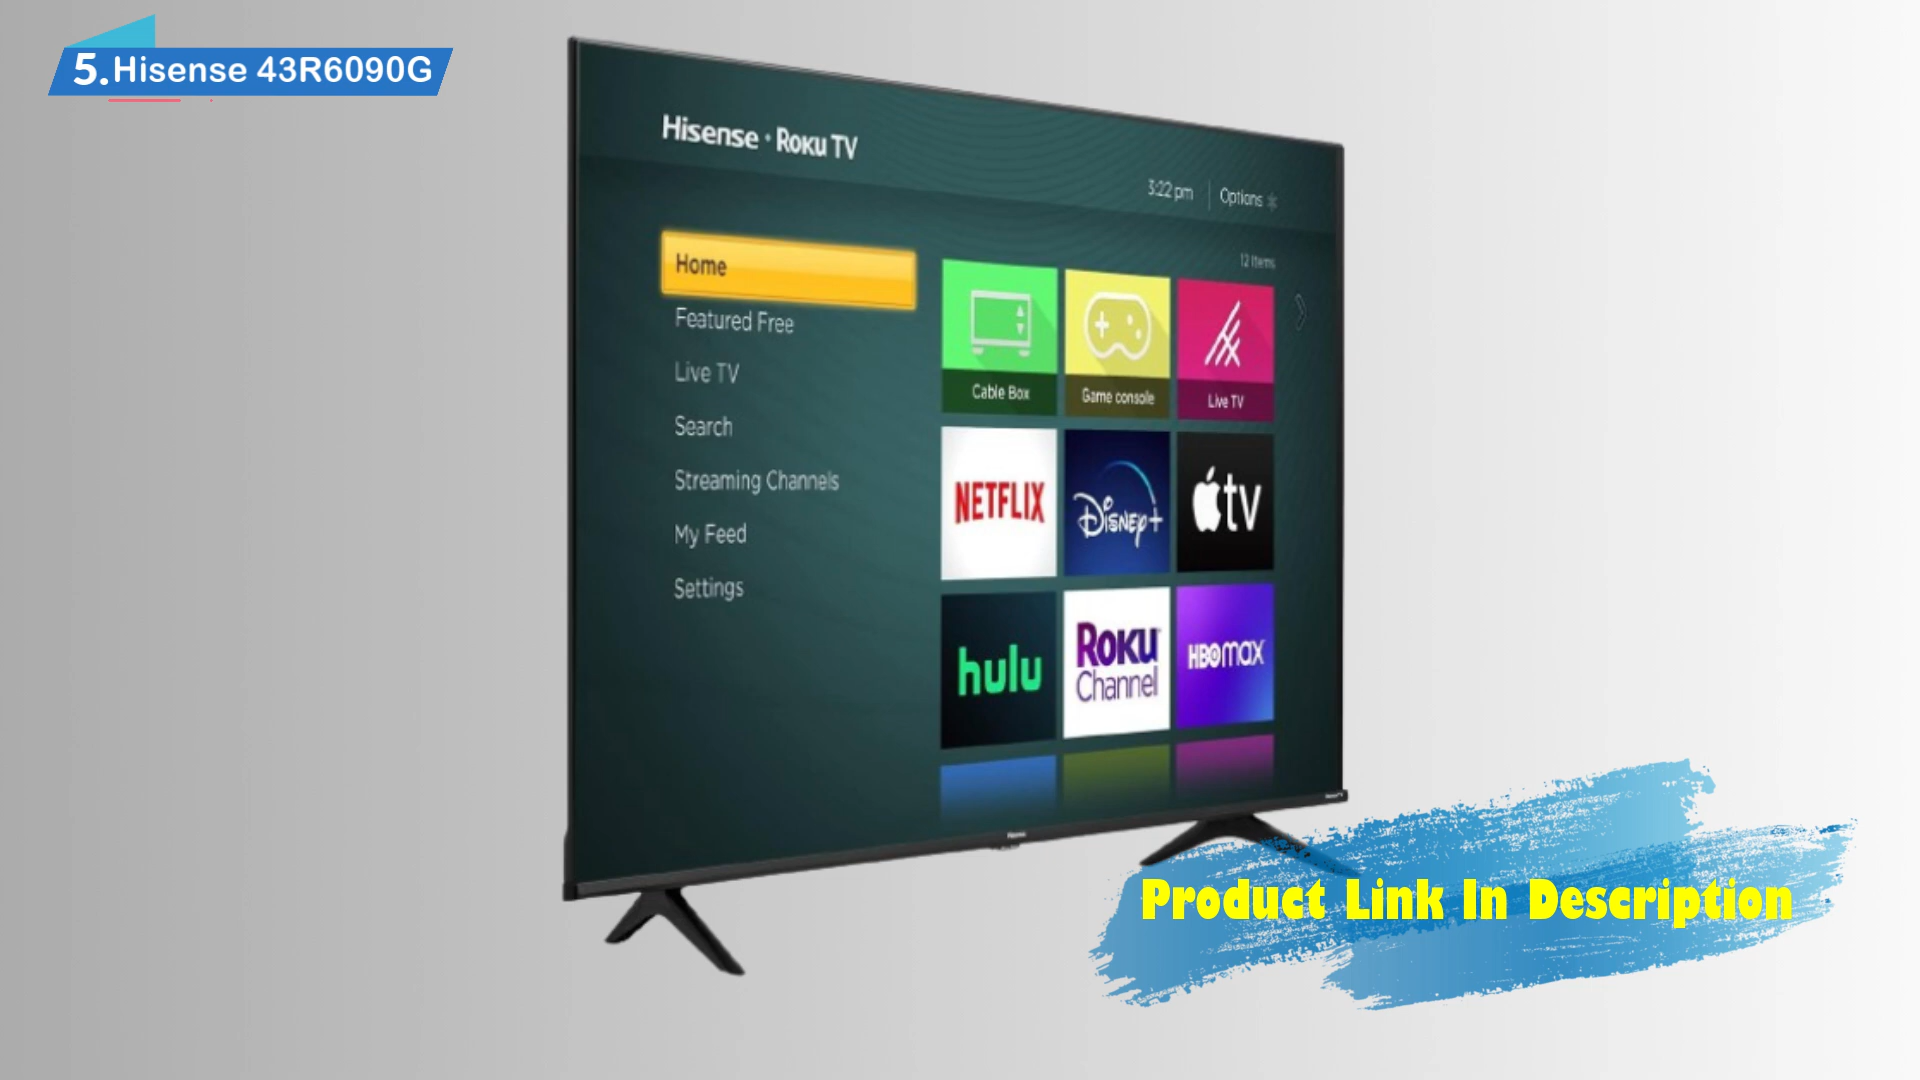 5. Hisense 43R6090G
Hisense • Roku TV
3:22 pm | Options *
12 Items
Home
Featured Free
Live TV
Search
Streaming Channels
My Feed
Settings
Cable Box
Game console
Live TV
NETFLIX
Disney+
tv
hulu
Roku
Channel
HBOmax
Hisense
Product Link In Description